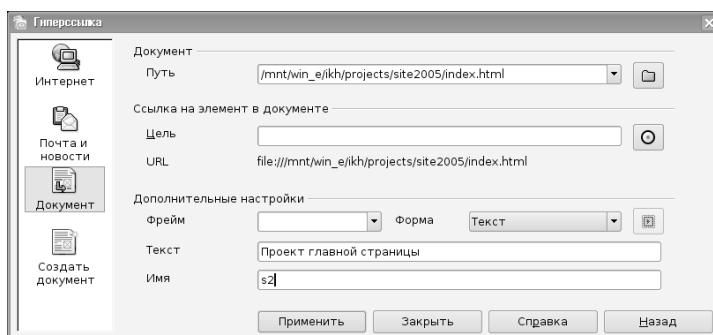 Гиперссылка
Интернет
Почта и
новости
Документ
Создать
документ
Документ
Путь /mnt/win_e/ikh/projects/site2005/index.html
Ссылка на элемент в документе
Цель
URL file:///mnt/win_e/ikh/projects/site2005/index.html
Дополнительные настройки
Фрейм Форма Текст
Текст Проект главной страницы
Имя s2
Применить Закрыть Справка Назад